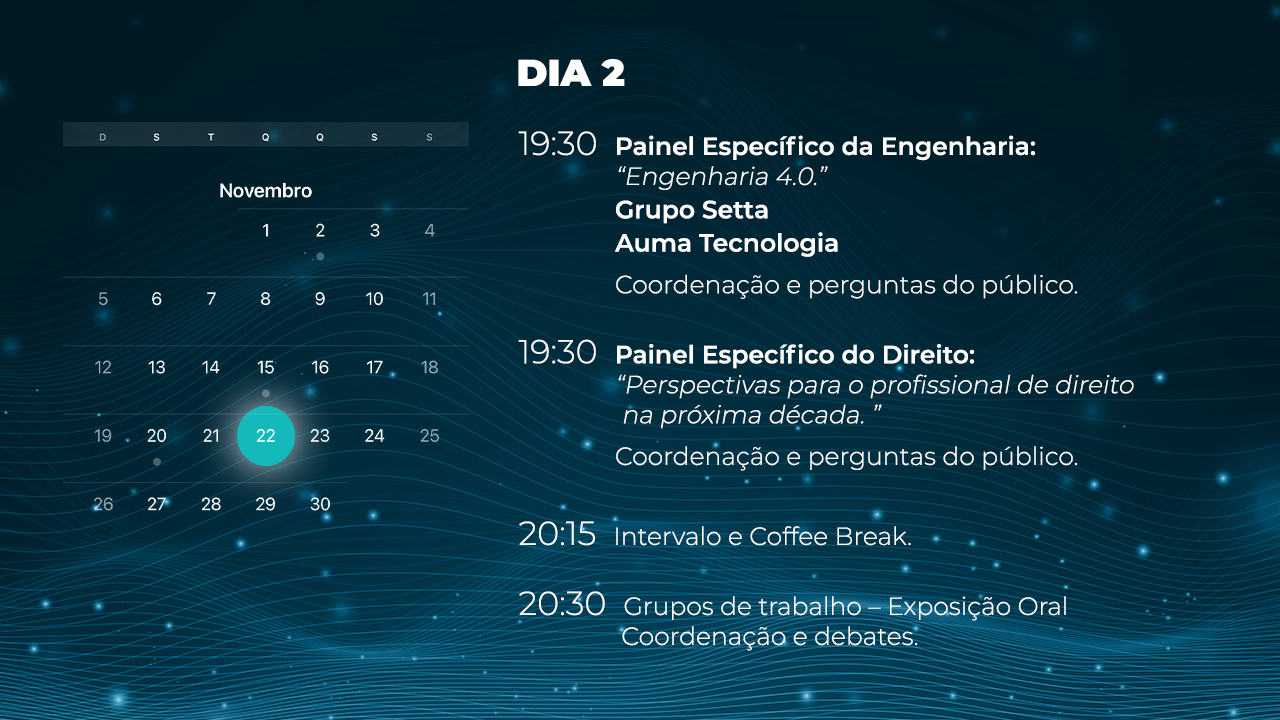 D S T Q Q S S
Novembro
1 2 3 4
5 6 7 8 9 10 11
12 13 14 15 16 17 18
19 20 21 22 23 24 25
26 27 28 29 30
DIA 2
19:30 Painel Específico da Engenharia:
“Engenharia 4.0.”
Grupo Setta
Auma Tecnologia
Coordenação e perguntas do público.
19:30 Painel Específico do Direito:
“Perspectivas para o profissional de direito
na próxima década. ”
Coordenação e perguntas do público.
20:15 Intervalo e Coffee Break.
20:30 Grupos de trabalho – Exposição Oral
Coordenação e debates.